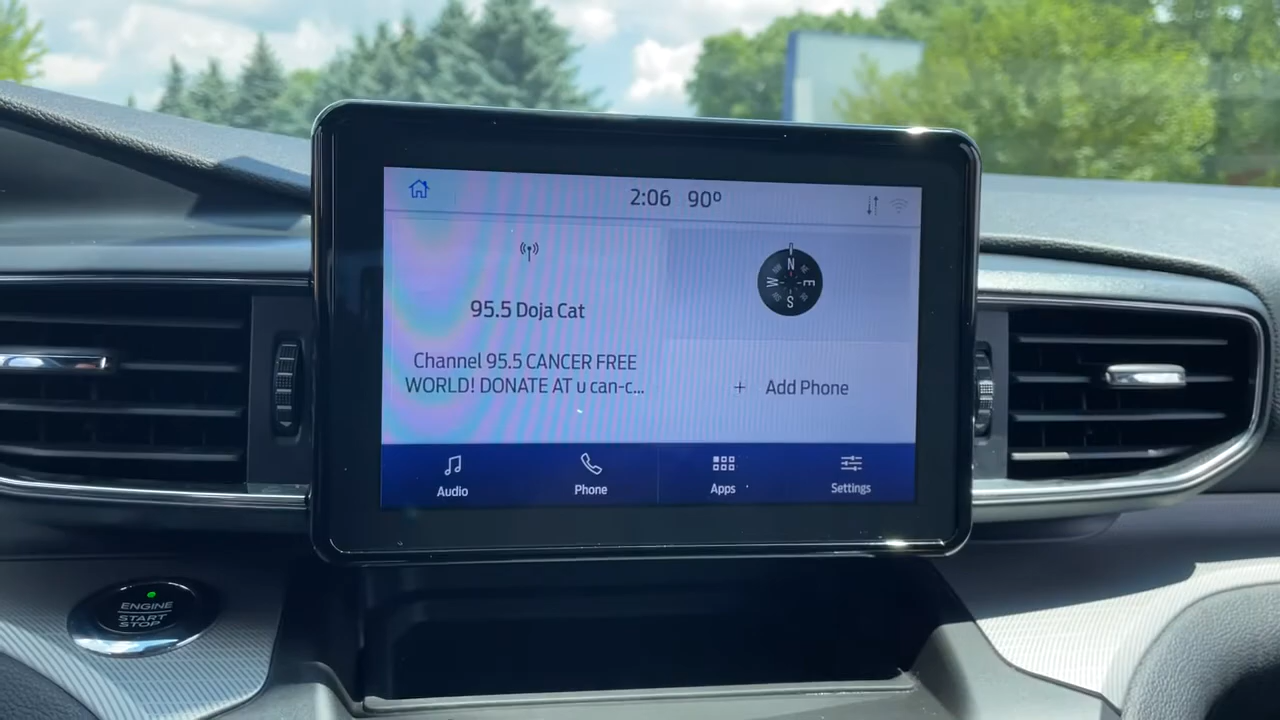 2:06 90º
95.5 Doja Cat
N
W E
S
Channel 95.5 CANCER FREE
WORLD! DONATE AT u can-c...
+ Add Phone
Audio
Phone
Apps
Settings
ENGINE
START
STOP